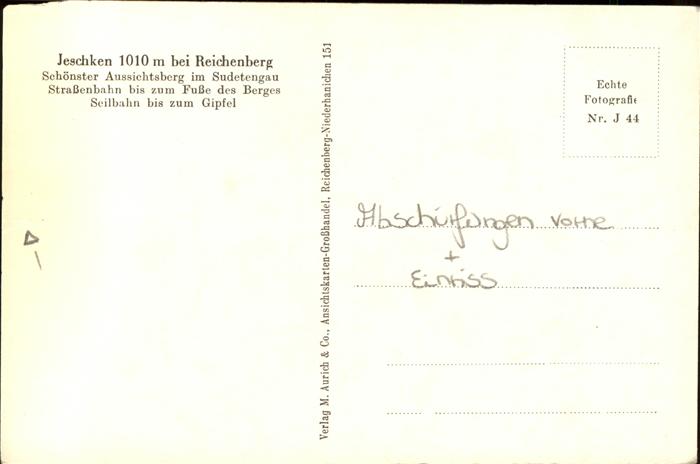 Jeschken 1010 m bei Reichenberg
Schönster Aussichtsberg im Sudetengau
Straßenbahn bis zum Fuße des Berges
Seilbahn bis zum Gipfel
Verlag M. Aurich & Co., Ansichtskarten-Großhandel, Reichenberg-Niederhanichen 151
Echte
Fotografie
Nr. J 44
Abschürfungen vorne
+
Einriss